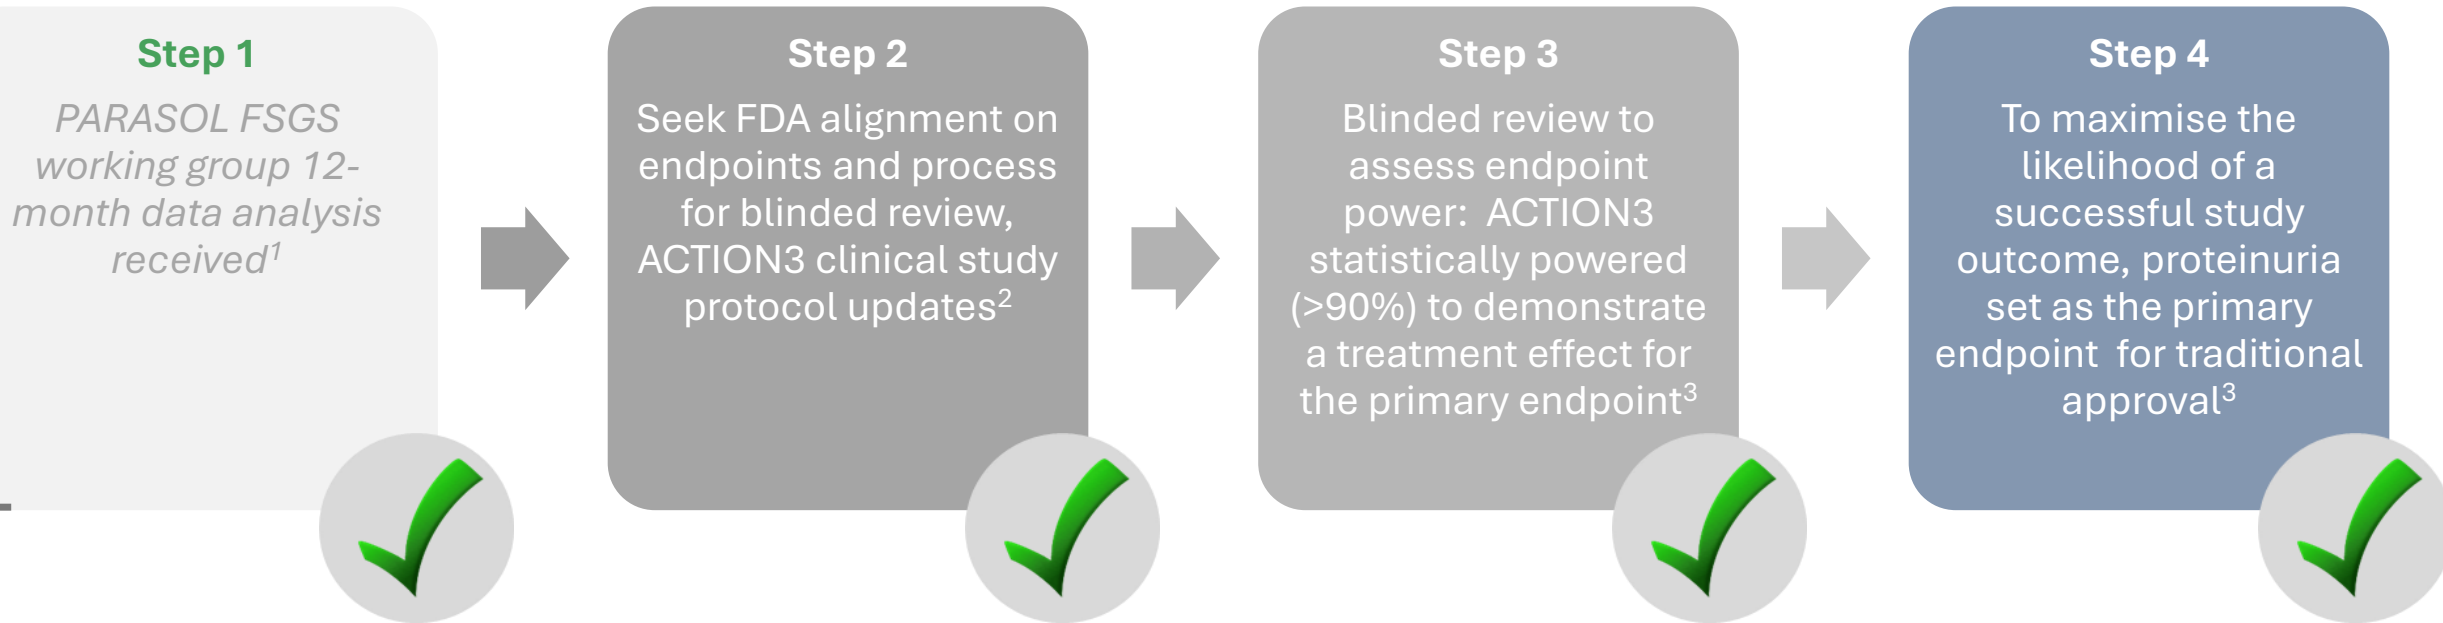 Step 1
PARASOL FSGS
working group 12-
month data analysis
received¹
Step 2
Seek FDA alignment on
endpoints and process
for blinded review,
ACTION3 clinical study
protocol updates²
Step 3
Blinded review to
assess endpoint
power:  ACTION3
statistically powered
(>90%) to demonstrate
a treatment effect for
the primary endpoint³
Step 4
To maximise the
likelihood of a
successful study
outcome, proteinuria
set as the primary
endpoint  for traditional
approval³